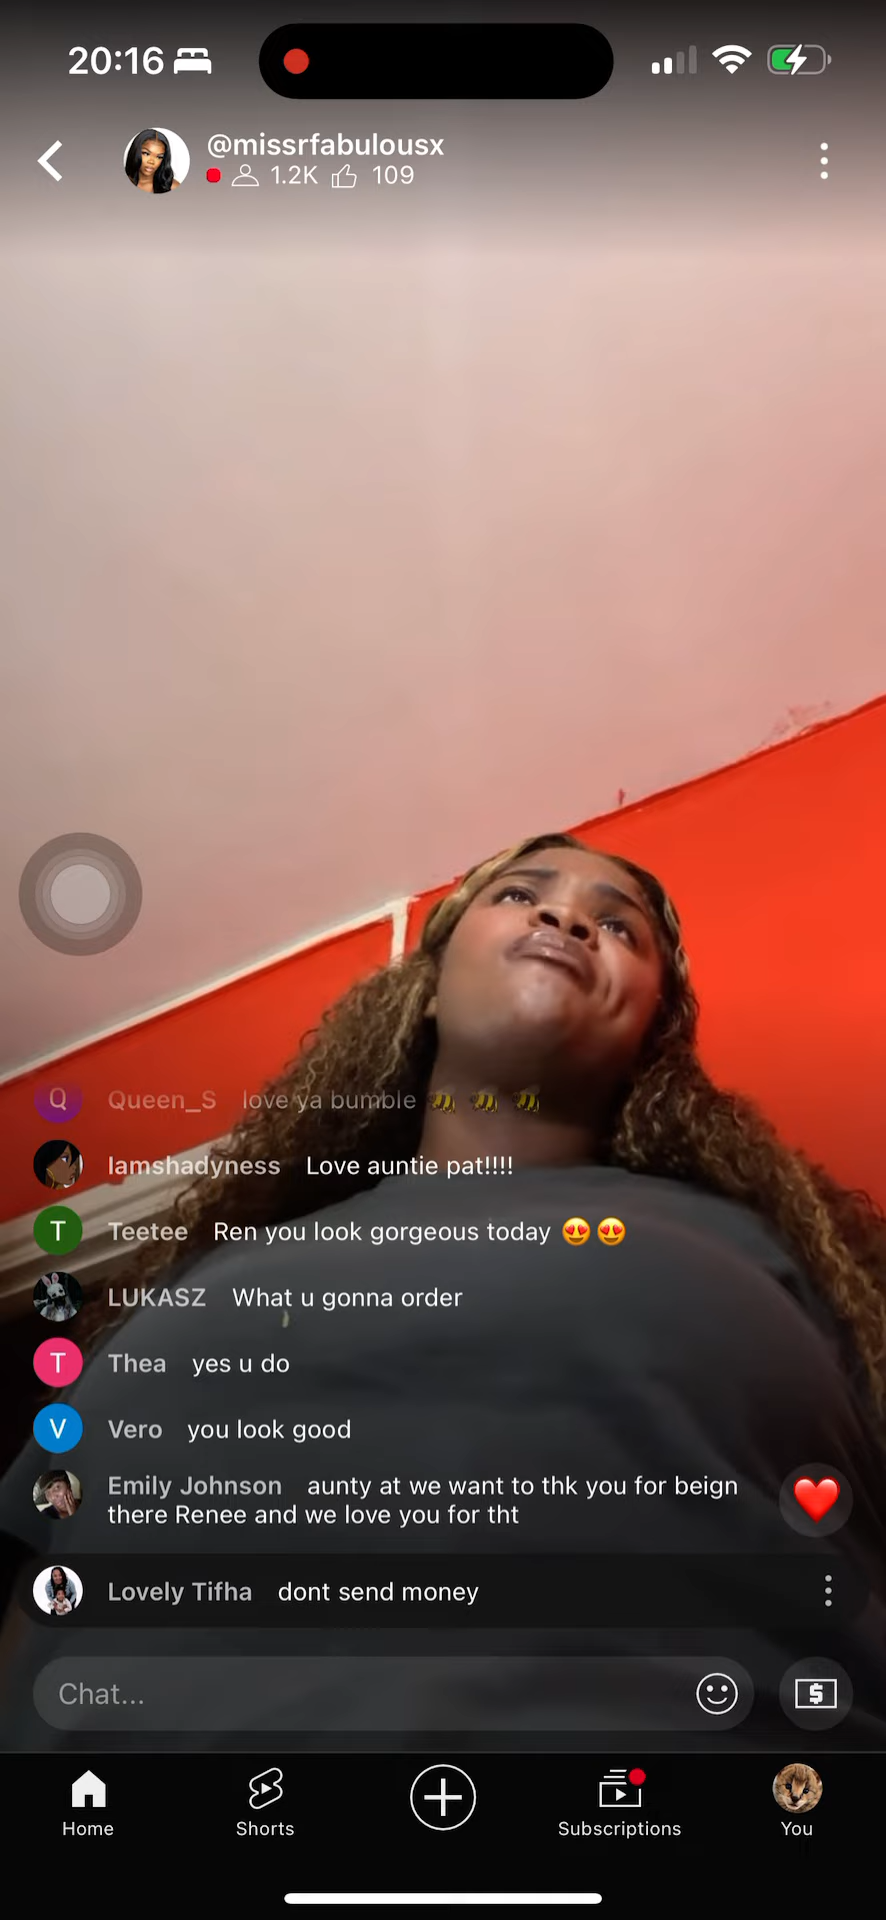 20:16
@missrfabulousx
1.2K 109
Q Queen_S love ya bumble 🐝 🐝 🐝
Iamshadyness Love auntie pat!!!!
T Teetee Ren you look gorgeous today 😍😍
LUKASZ What u gonna order
T Thea yes u do
V Vero you look good
Emily Johnson aunty at we want to thk you for beign
there Renee and we love you for tht
Lovely Tifha dont send money
Chat...
Home Shorts Subscriptions You